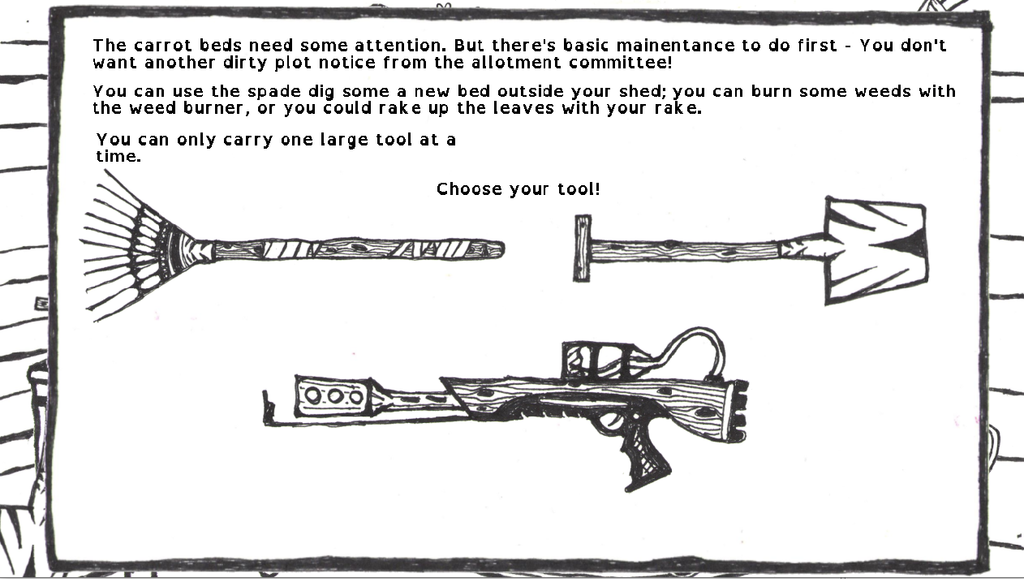 The carrot beds need some attention. But there's basic mainentance to do first - You don't
want another dirty plot notice from the allotment committee!
You can use the spade dig some a new bed outside your shed; you can burn some weeds with
the weed burner, or you could rake up the leaves with your rake.
You can only carry one large tool at a
time.
Choose your tool!